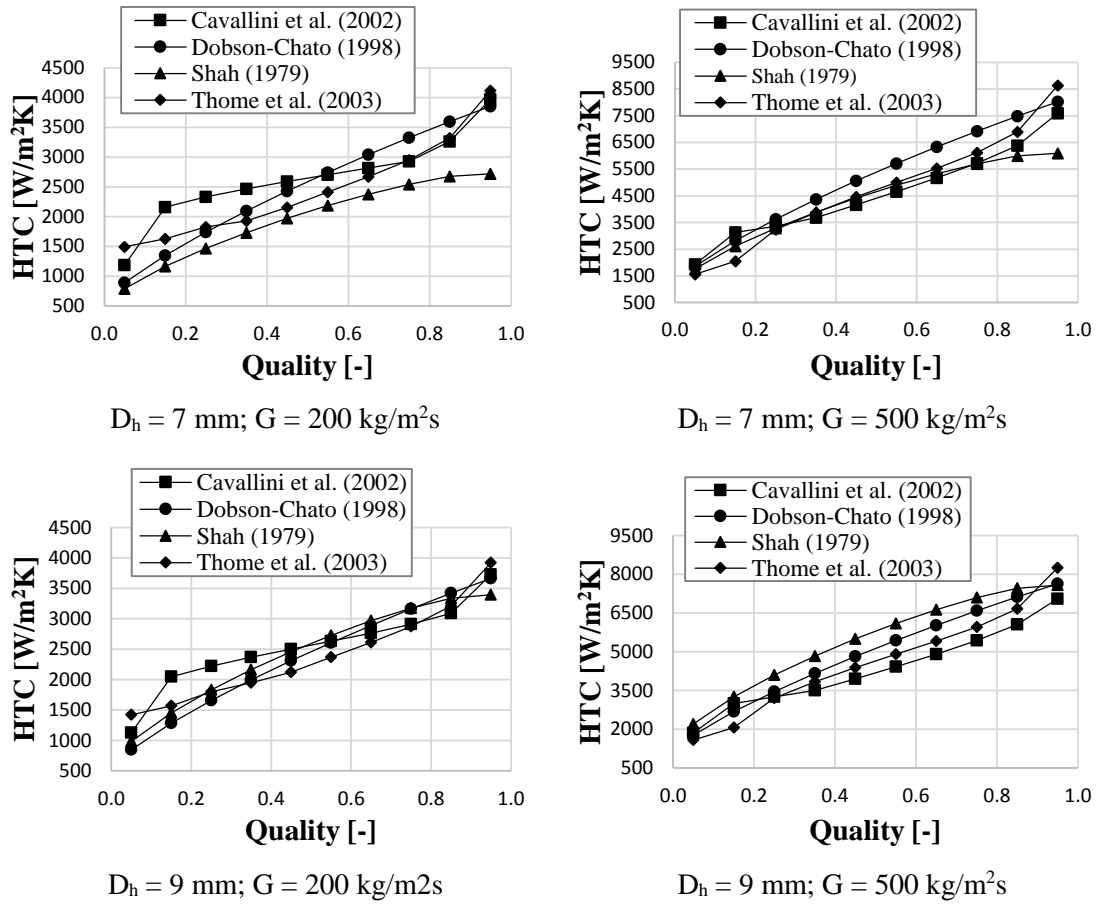 Cavallini et al. (2002)
Dobson-Chato (1998)
Shah (1979)
Thome et al. (2003)
4500
4000
3500
3000
2500
2000
1500
1000
500
HTC [W/m²K]
0.0 0.2 0.4 0.6 0.8 1.0
Quality [-]
Dₕ = 7 mm; G = 200 kg/m²s
Cavallini et al. (2002)
Dobson-Chato (1998)
Shah (1979)
Thome et al. (2003)
9500
8500
7500
6500
5500
4500
3500
2500
1500
500
HTC [W/m²K]
0.0 0.2 0.4 0.6 0.8 1.0
Quality [-]
Dₕ = 7 mm; G = 500 kg/m²s
Cavallini et al. (2002)
Dobson-Chato (1998)
Shah (1979)
Thome et al. (2003)
4500
4000
3500
3000
2500
2000
1500
1000
500
HTC [W/m²K]
0.0 0.2 0.4 0.6 0.8 1.0
Quality [-]
Dₕ = 9 mm; G = 200 kg/m2s
Cavallini et al. (2002)
Dobson-Chato (1998)
Shah (1979)
Thome et al. (2003)
9500
8000
6500
5000
3500
2000
500
HTC [W/m²K]
0.0 0.2 0.4 0.6 0.8 1.0
Quality [-]
Dₕ = 9 mm; G = 500 kg/m²s